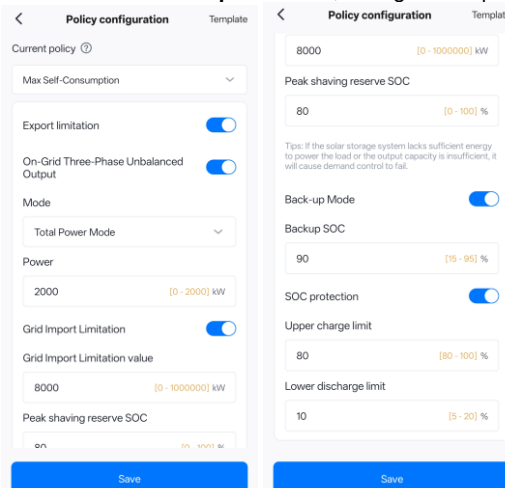 Policy configuration
Template
Current policy ?
Max Self-Consumption
Export limitation
On-Grid Three-Phase Unbalanced
Output
Mode
Total Power Mode
Power
2000 [0 - 2000] kW
Grid Import Limitation
Grid Import Limitation value
8000 [0 - 1000000] kW
Peak shaving reserve SOC
80 [0 - 100] %
Save
Policy configuration
Templat
8000 [0 - 1000000] kW
Peak shaving reserve SOC
80 [0 - 100] %
Tips: If the solar storage system lacks sufficient energy
to power the load or the output capacity is insufficient, it
will cause demand control to fail.
Back-up Mode
Backup SOC
90 [15 - 95] %
SOC protection
Upper charge limit
80 [80 - 100] %
Lower discharge limit
10 [5 - 20] %
Save